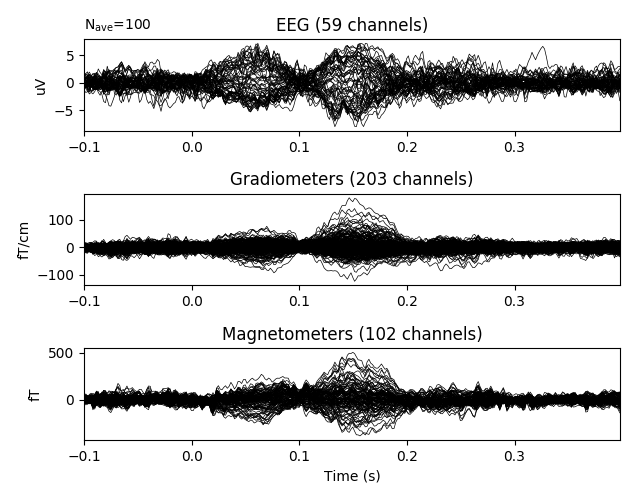 N_ave=100
EEG (59 channels)
5
0
−5
uV
−0.1 0.0 0.1 0.2 0.3
Gradiometers (203 channels)
100
0
−100
fT/cm
−0.1 0.0 0.1 0.2 0.3
Magnetometers (102 channels)
500
0
fT
−0.1 0.0 0.1 0.2 0.3
Time (s)